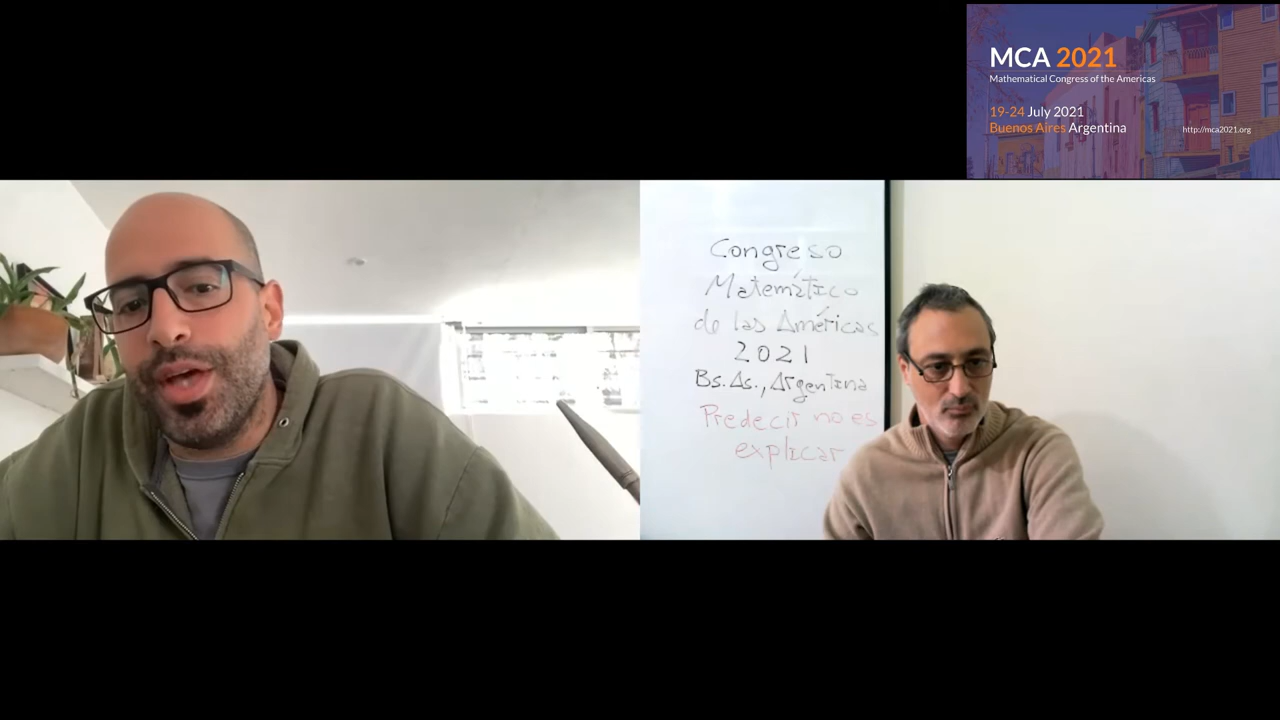 MCA 2021
Mathematical Congress of the Americas
19-24 July 2021
Buenos Aires Argentina
http://mca2021.org
Congreso
Matemático
de las Américas
2021
Bs.As., Argentina
Predecir no es
explicar